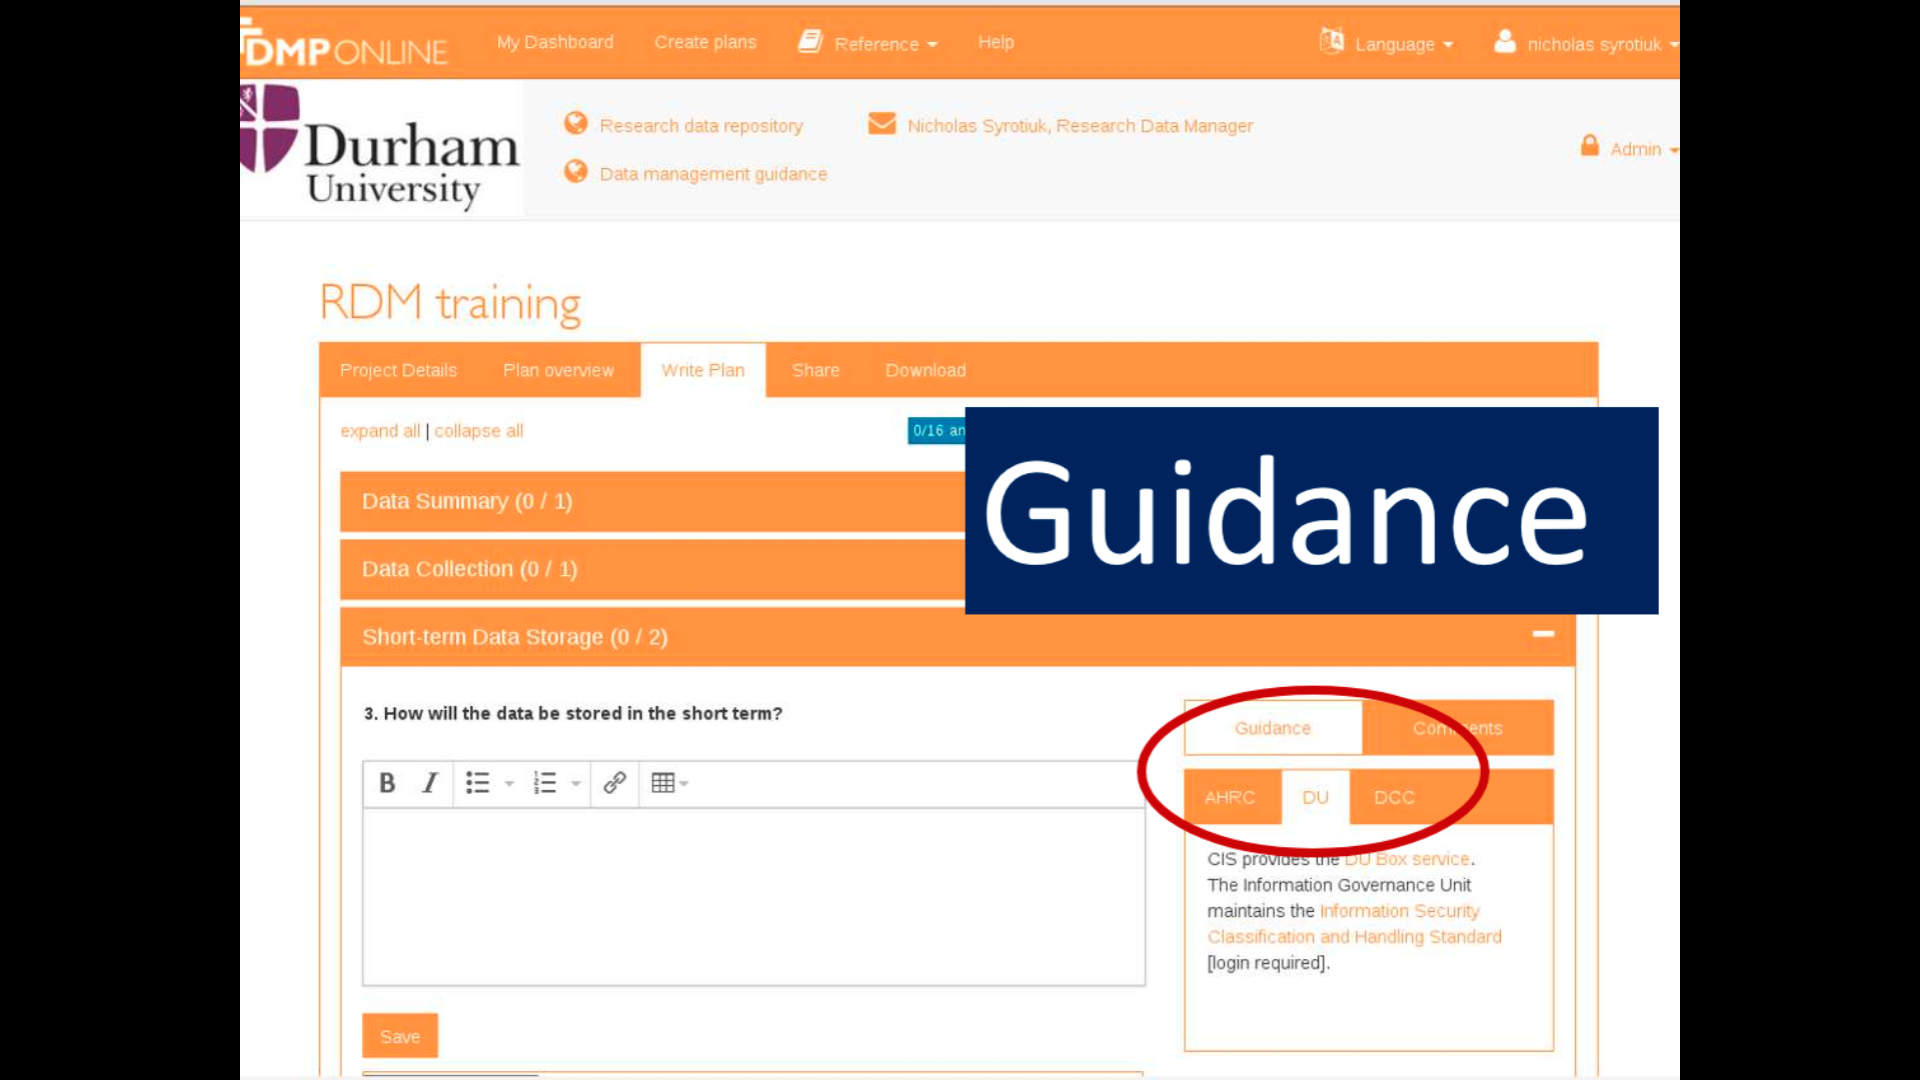 DMPONLINE My Dashboard Create plans Reference Help Language nicholas syrotiuk
Durham
University
Research data repository Nicholas Syrotiuk, Research Data Manager
Data management guidance
Admin
RDM training
Project Details Plan overview Write Plan Share Download
expand all | collapse all
0/16 an
Guidance
Data Summary (0 / 1)
Data Collection (0 / 1)
Short-term Data Storage (0 / 2)
3. How will the data be stored in the short term?
B I
Save
Guidance Comments
AHRC DU DCC
CIS provides the DU Box service.
The Information Governance Unit
maintains the Information Security
Classification and Handling Standard
[login required].